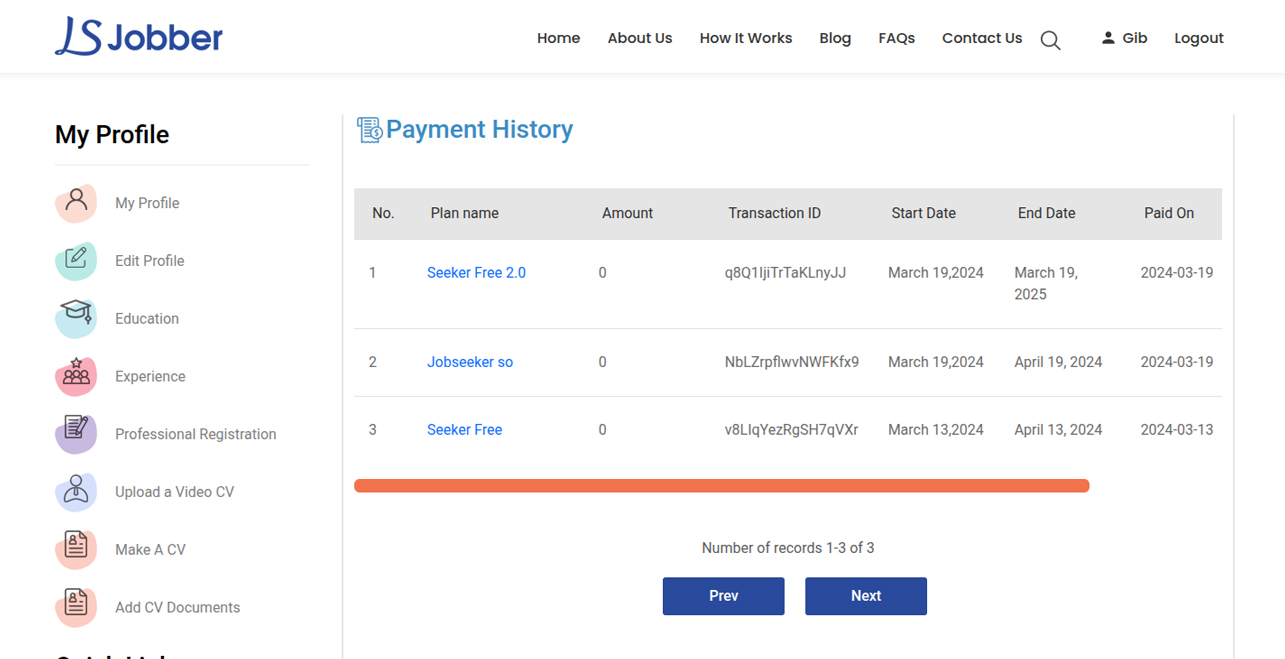 LS Jobber
Home About Us How It Works Blog FAQs Contact Us Gib Logout
My Profile
My Profile
Edit Profile
Education
Experience
Professional Registration
Upload a Video CV
Make A CV
Add CV Documents
Payment History
No. Plan name Amount Transaction ID Start Date End Date Paid On
1 Seeker Free 2.0 0 q8Q1IjiTrTaKLnyJJ March 19,2024 March 19, 2024-03-19
2025
2 Jobseeker so 0 NbLZrpflwvNWFKfx9 March 19,2024 April 19, 2024 2024-03-19
3 Seeker Free 0 v8LIqYezRgSH7qVXr March 13,2024 April 13, 2024 2024-03-13
Number of records 1-3 of 3
Prev Next